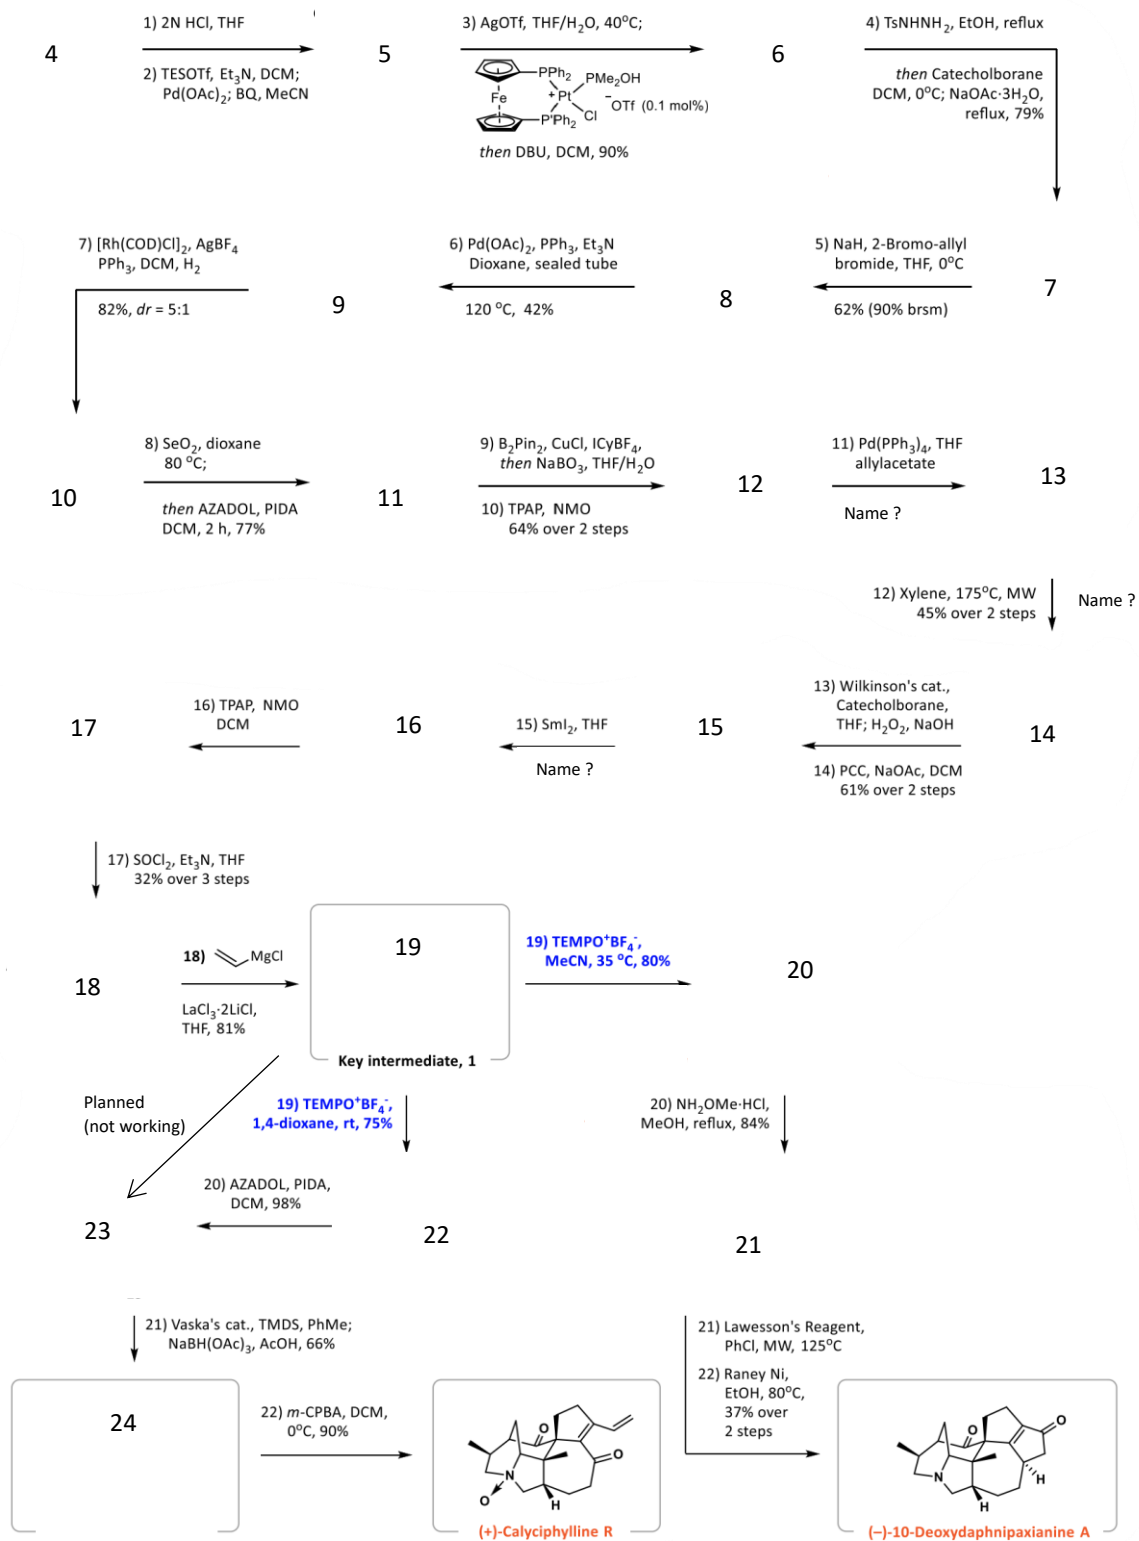 4
1) 2N HCl, THF
2) TESOTf, Et3N, DCM;
Pd(OAc)2; BQ, MeCN
5
3) AgOTf, THF/H2O, 40oC;
PPh2
PMe2OH
Fe
+Pt
–OTf (0.1 mol%)
Cl
P'Ph2
then DBU, DCM, 90%
6
4) TsNHNH2, EtOH, reflux
then Catecholborane
DCM, 0oC; NaOAc·3H2O,
reflux, 79%
7
5) NaH, 2-Bromo-allyl
bromide, THF, 0oC
62% (90% brsm)
8
6) Pd(OAc)2, PPh3, Et3N
Dioxane, sealed tube
120 oC, 42%
9
7) [Rh(COD)Cl]2, AgBF4
PPh3, DCM, H2
82%, dr = 5:1
10
8) SeO2, dioxane
80 oC;
then AZADOL, PIDA
DCM, 2 h, 77%
11
9) B2Pin2, CuCl, ICyBF4,
then NaBO3, THF/H2O
10) TPAP, NMO
64% over 2 steps
12
11) Pd(PPh3)4, THF
allylacetate
Name ?
13
12) Xylene, 175oC, MW
45% over 2 steps
Name ?
14
13) Wilkinson's cat.,
Catecholborane,
THF; H2O2, NaOH
14) PCC, NaOAc, DCM
61% over 2 steps
15
15) SmI2, THF
Name ?
16
16) TPAP, NMO
DCM
17
17) SOCl2, Et3N, THF
32% over 3 steps
18
18)
MgCl
LaCl3·2LiCl,
THF, 81%
19
Key intermediate, 1
19) TEMPO+BF4-,
MeCN, 35 oC, 80%
20
Planned
(not working)
19) TEMPO+BF4-,
1,4-dioxane, rt, 75%
20) NH2OMe·HCl,
MeOH, reflux, 84%
20) AZADOL, PIDA,
DCM, 98%
23
22
21
21) Vaska's cat., TMDS, PhMe;
NaBH(OAc)3, AcOH, 66%
21) Lawesson's Reagent,
PhCl, MW, 125oC
22) Raney Ni,
EtOH, 80oC,
37% over
2 steps
24
22) m-CPBA, DCM,
0oC, 90%
O
O
N
O
H
(+)-Calyciphylline R
O
O
N
H
H
(–)-10-Deoxydaphnipaxianine A